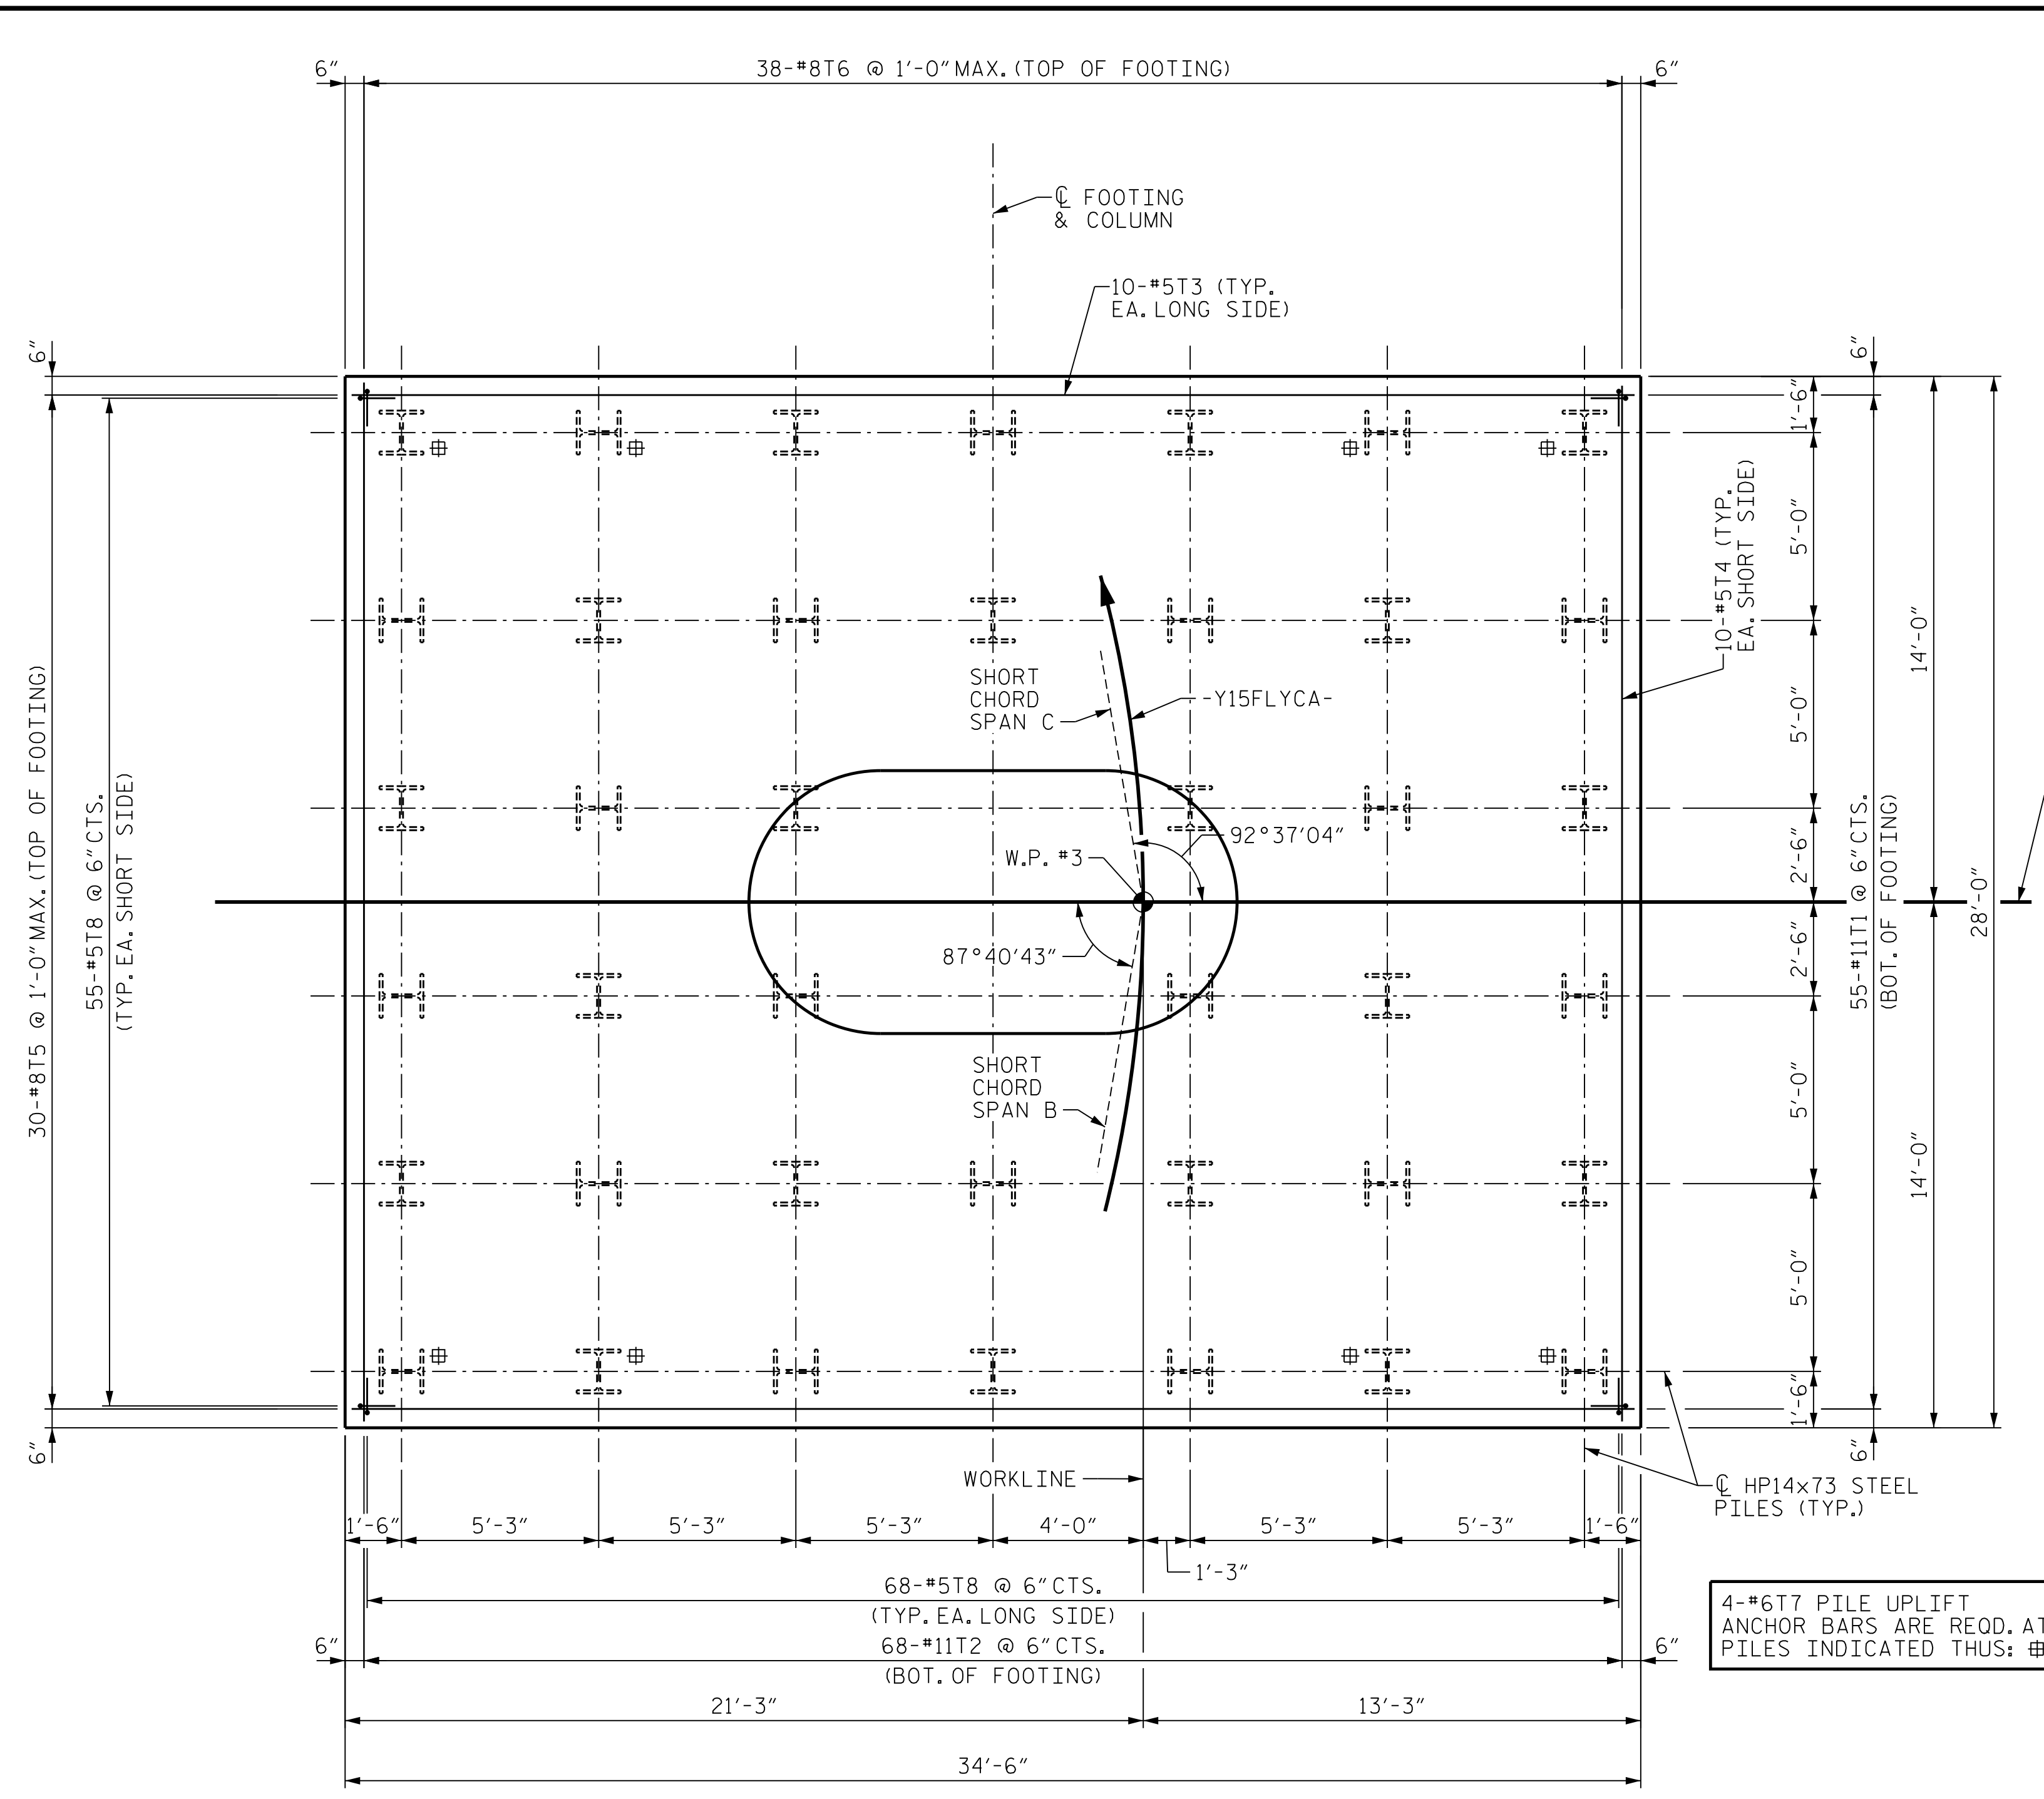 6″
38-#8T6 @ 1′-0″MAX.(TOP OF FOOTING)
6″
℄ FOOTING
& COLUMN
10-#5T3 (TYP.
EA.LONG SIDE)
6″
30-#8T5 @ 1′-0″MAX.(TOP OF FOOTING)
6″
55-#5T8 @ 6″CTS.
(TYP.EA.SHORT SIDE)
SHORT
CHORD
SPAN C
-Y15FLYCA-
W.P. #3
92°37′04″
87°40′43″
SHORT
CHORD
SPAN B
10-#5T4 (TYP.
EA.SHORT SIDE)
1′-6″
5′-0″
5′-0″
2′-6″
2′-6″
5′-0″
5′-0″
1′-6″
6″
55-#11T1 @ 6″CTS.
(BOT.OF FOOTING)
6″
14′-0″
14′-0″
28′-0″
WORKLINE
℄ HP14x73 STEEL
PILES (TYP.)
1′-6″
5′-3″
5′-3″
5′-3″
4′-0″
1′-3″
5′-3″
5′-3″
1′-6″
68-#5T8 @ 6″CTS.
(TYP.EA.LONG SIDE)
6″
68-#11T2 @ 6″CTS.
6″
(BOT.OF FOOTING)
21′-3″
13′-3″
34′-6″
4-#6T7 PILE UPLIFT
ANCHOR BARS ARE REQD.AT
PILES INDICATED THUS: